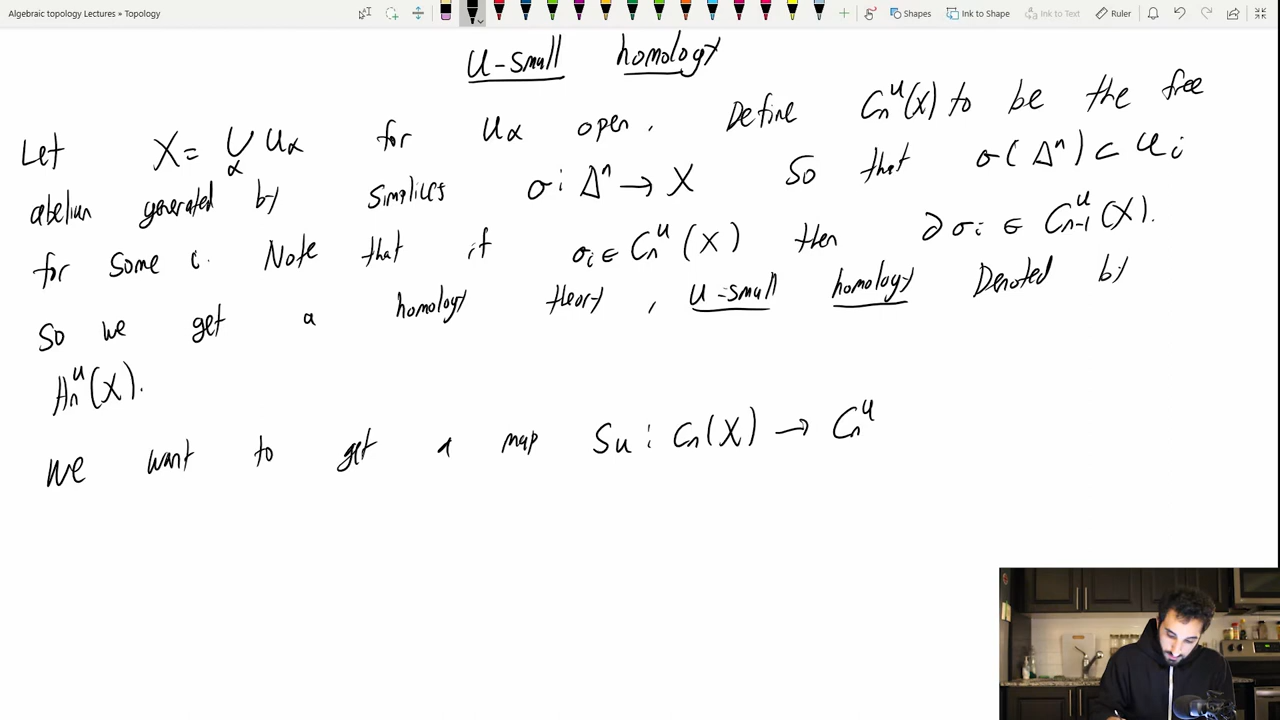 Algebraic topology Lectures » Topology
Shapes Ink to Shape Ink to Text Ruler
U-small homology
Let X = ∪_α U_α for U_α open. Define C_n^U(X) to be the free
abelian generated by simplices σ: Δ^n → X so that σ(Δ^n) ⊂ U_i
for some i. Note that if σ_i ∈ C_n^U(X) then ∂σ_i ∈ C_{n-1}^U(X).
So we get a homology theory, U-small homology Denoted by
H_n^U(X).
We want to get a map S_U: C_n(X) → C_n^U